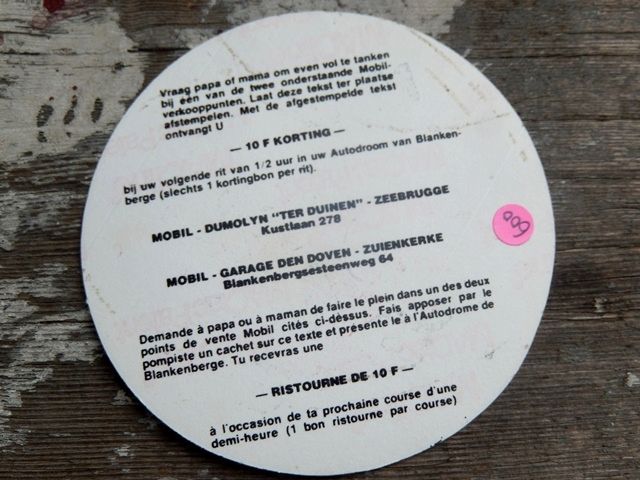 Vraag papa of mama om even vol te tanken
bij één van de twee onderstaande Mobil-
verkooppunten. Laat deze tekst ter plaatse
afstempelen. Met de afgestempelde tekst
ontvangt U
— 10 F KORTING —
bij uw volgende rit van 1/2 uur in uw Autodroom van Blanken-
berge (slechts 1 kortingbon per rit).
MOBIL - DUMOLYN "TER DUINEN" - ZEEBRUGGE
Kustlaan 278
600
MOBIL - GARAGE DEN DOVEN - ZUIENKERKE
Blankenbergsesteenweg 64
Demande à papa ou à maman de faire le plein dans un des deux
points de vente Mobil cités ci-dèssus. Fais apposer par le
pompiste un cachet sur ce texte et présente le à l'Autodrome de
Blankenberge. Tu recevras une
— RISTOURNE DE 10 F —
à l'occasion de ta prochaine course d'une
demi-heure (1 bon ristourne par course)